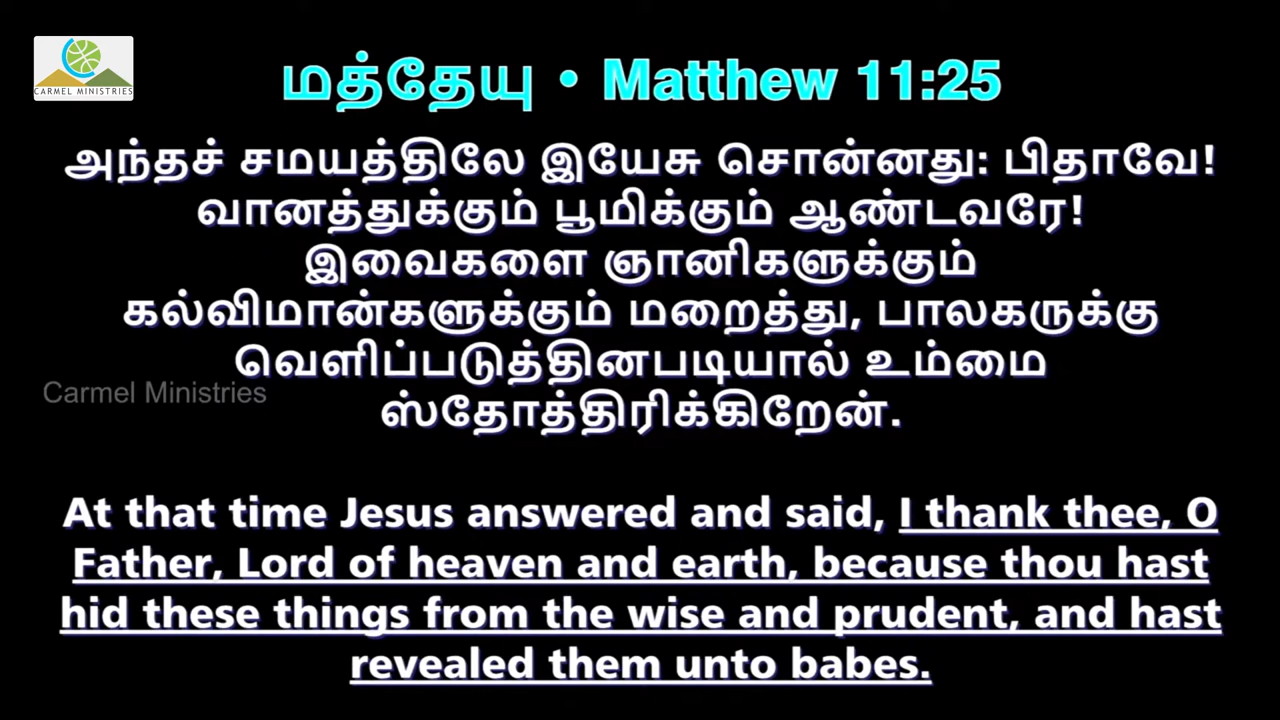 CARMEL MINISTRIES
மத்தேயு • Matthew 11:25
அந்தச் சமயத்திலே இயேசு சொன்னது: பிதாவே!
வானத்துக்கும் பூமிக்கும் ஆண்டவரே!
இவைகளை ஞானிகளுக்கும்
கல்விமான்களுக்கும் மறைத்து, பாலகருக்கு
வெளிப்படுத்தினபடியால் உம்மை
Carmel Ministries
ஸ்தோத்திரிக்கிறேன்.
At that time Jesus answered and said, I thank thee, O
Father, Lord of heaven and earth, because thou hast
hid these things from the wise and prudent, and hast
revealed them unto babes.